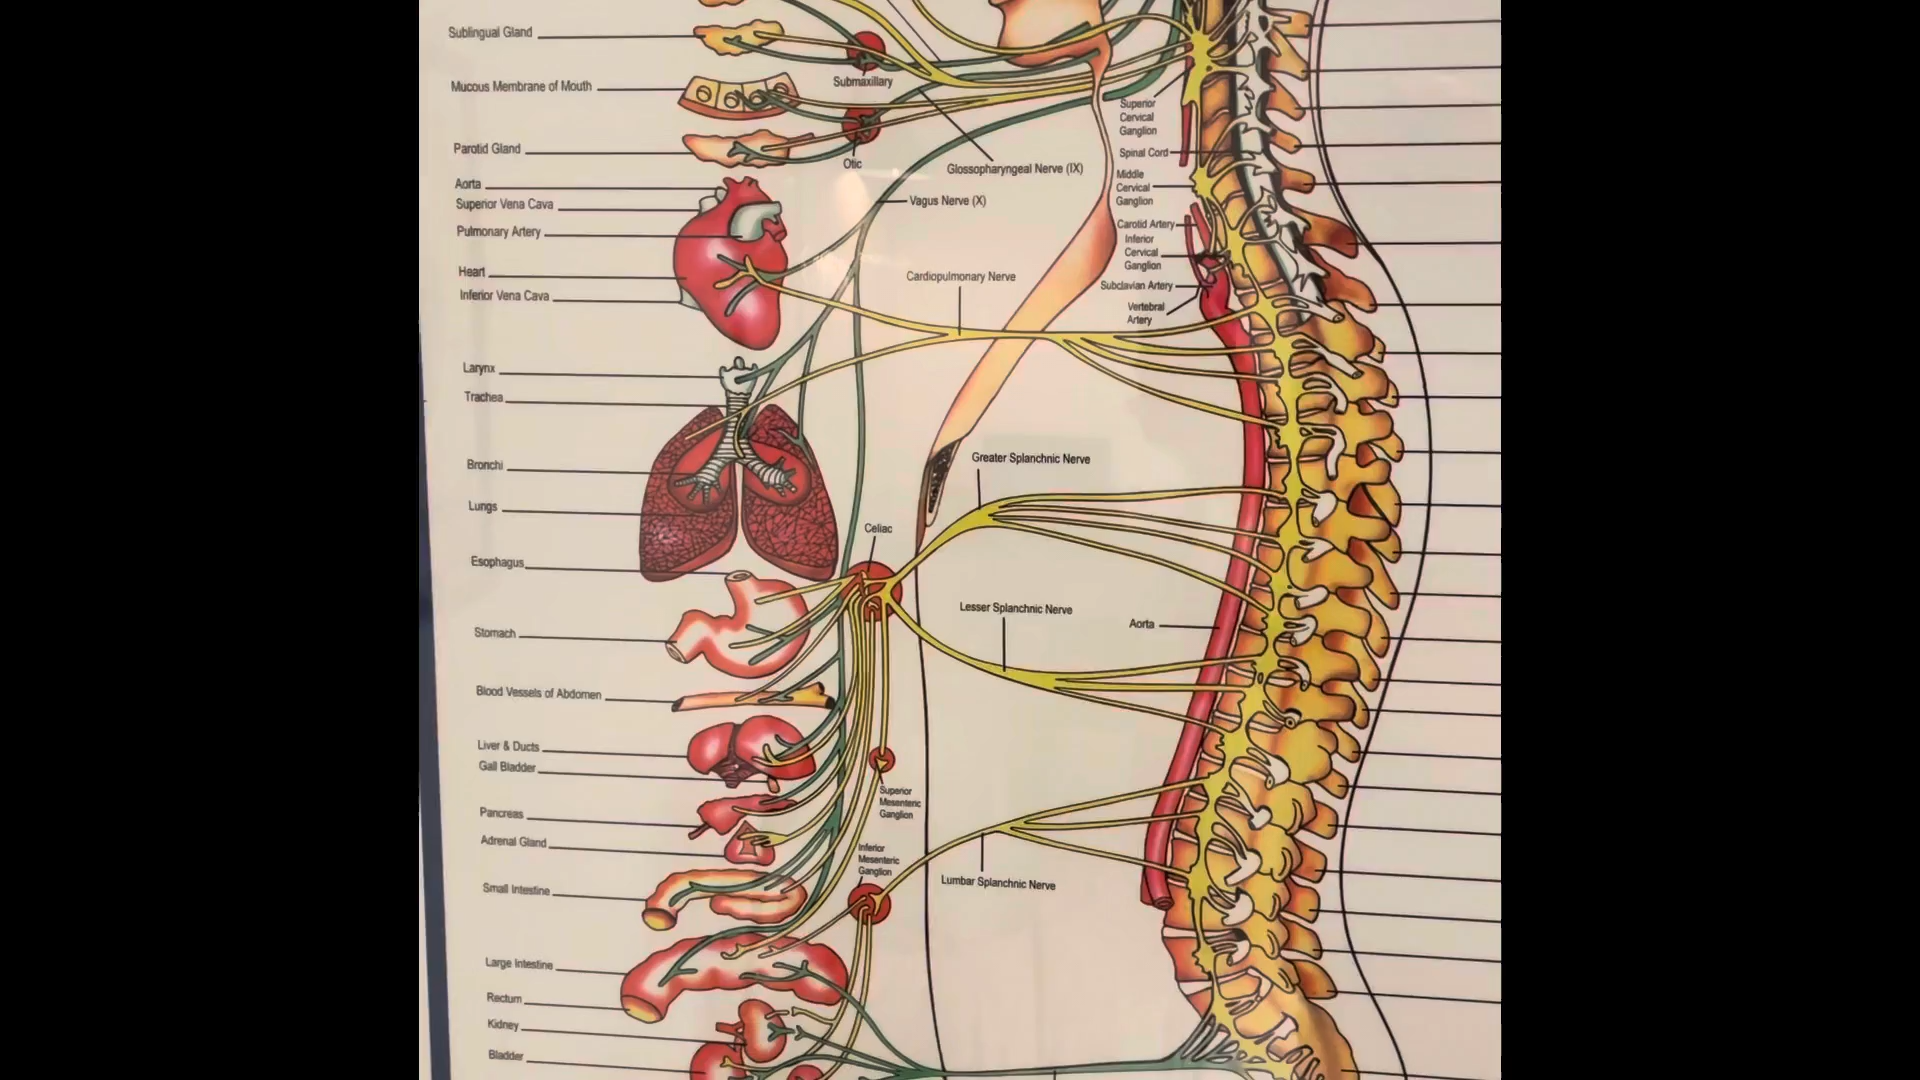 Sublingual Gland
Submaxillary
Mucous Membrane of Mouth
Superior
Cervical
Ganglion
Parotid Gland
Otic
Glossopharyngeal Nerve (IX)
Spinal Cord
Middle
Cervical
Ganglion
Aorta
Superior Vena Cava
Vagus Nerve (X)
Pulmonary Artery
Carotid Artery
Inferior
Cervical
Ganglion
Heart
Cardiopulmonary Nerve
Subclavian Artery
Inferior Vena Cava
Vertebral
Artery
Larynx
Trachea
Bronchi
Greater Splanchnic Nerve
Lungs
Celiac
Esophagus
Lesser Splanchnic Nerve
Aorta
Stomach
Blood Vessels of Abdomen
Liver & Ducts
Gall Bladder
Superior
Mesenteric
Ganglion
Pancreas
Adrenal Gland
Inferior
Mesenteric
Ganglion
Small Intestine
Lumbar Splanchnic Nerve
Large Intestine
Rectum
Kidney
Bladder